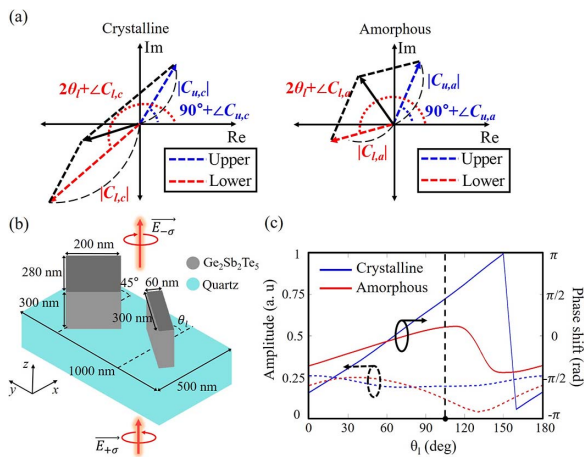 (a)
Crystalline
Im
2θl+∠Cl,c
|Cu,c|
90°+∠Cu,c
Re
|Cl,c|
Upper
Lower
Amorphous
Im
2θl+∠Cl,a
|Cu,a|
90°+∠Cu,a
Re
|Cl,a|
Upper
Lower
(b)
E−σ
200 nm
280 nm
300 nm
45°
60 nm
300 nm
θl
Ge2Sb2Te5
Quartz
1000 nm
500 nm
z
y
x
E+σ
(c)
Crystalline
Amorphous
Amplitude (a. u)
1
0.75
0.5
0.25
0
0
30
60
90
120
150
180
θl (deg)
π
π/2
0
-π/2
-π
Phase shift (rad)